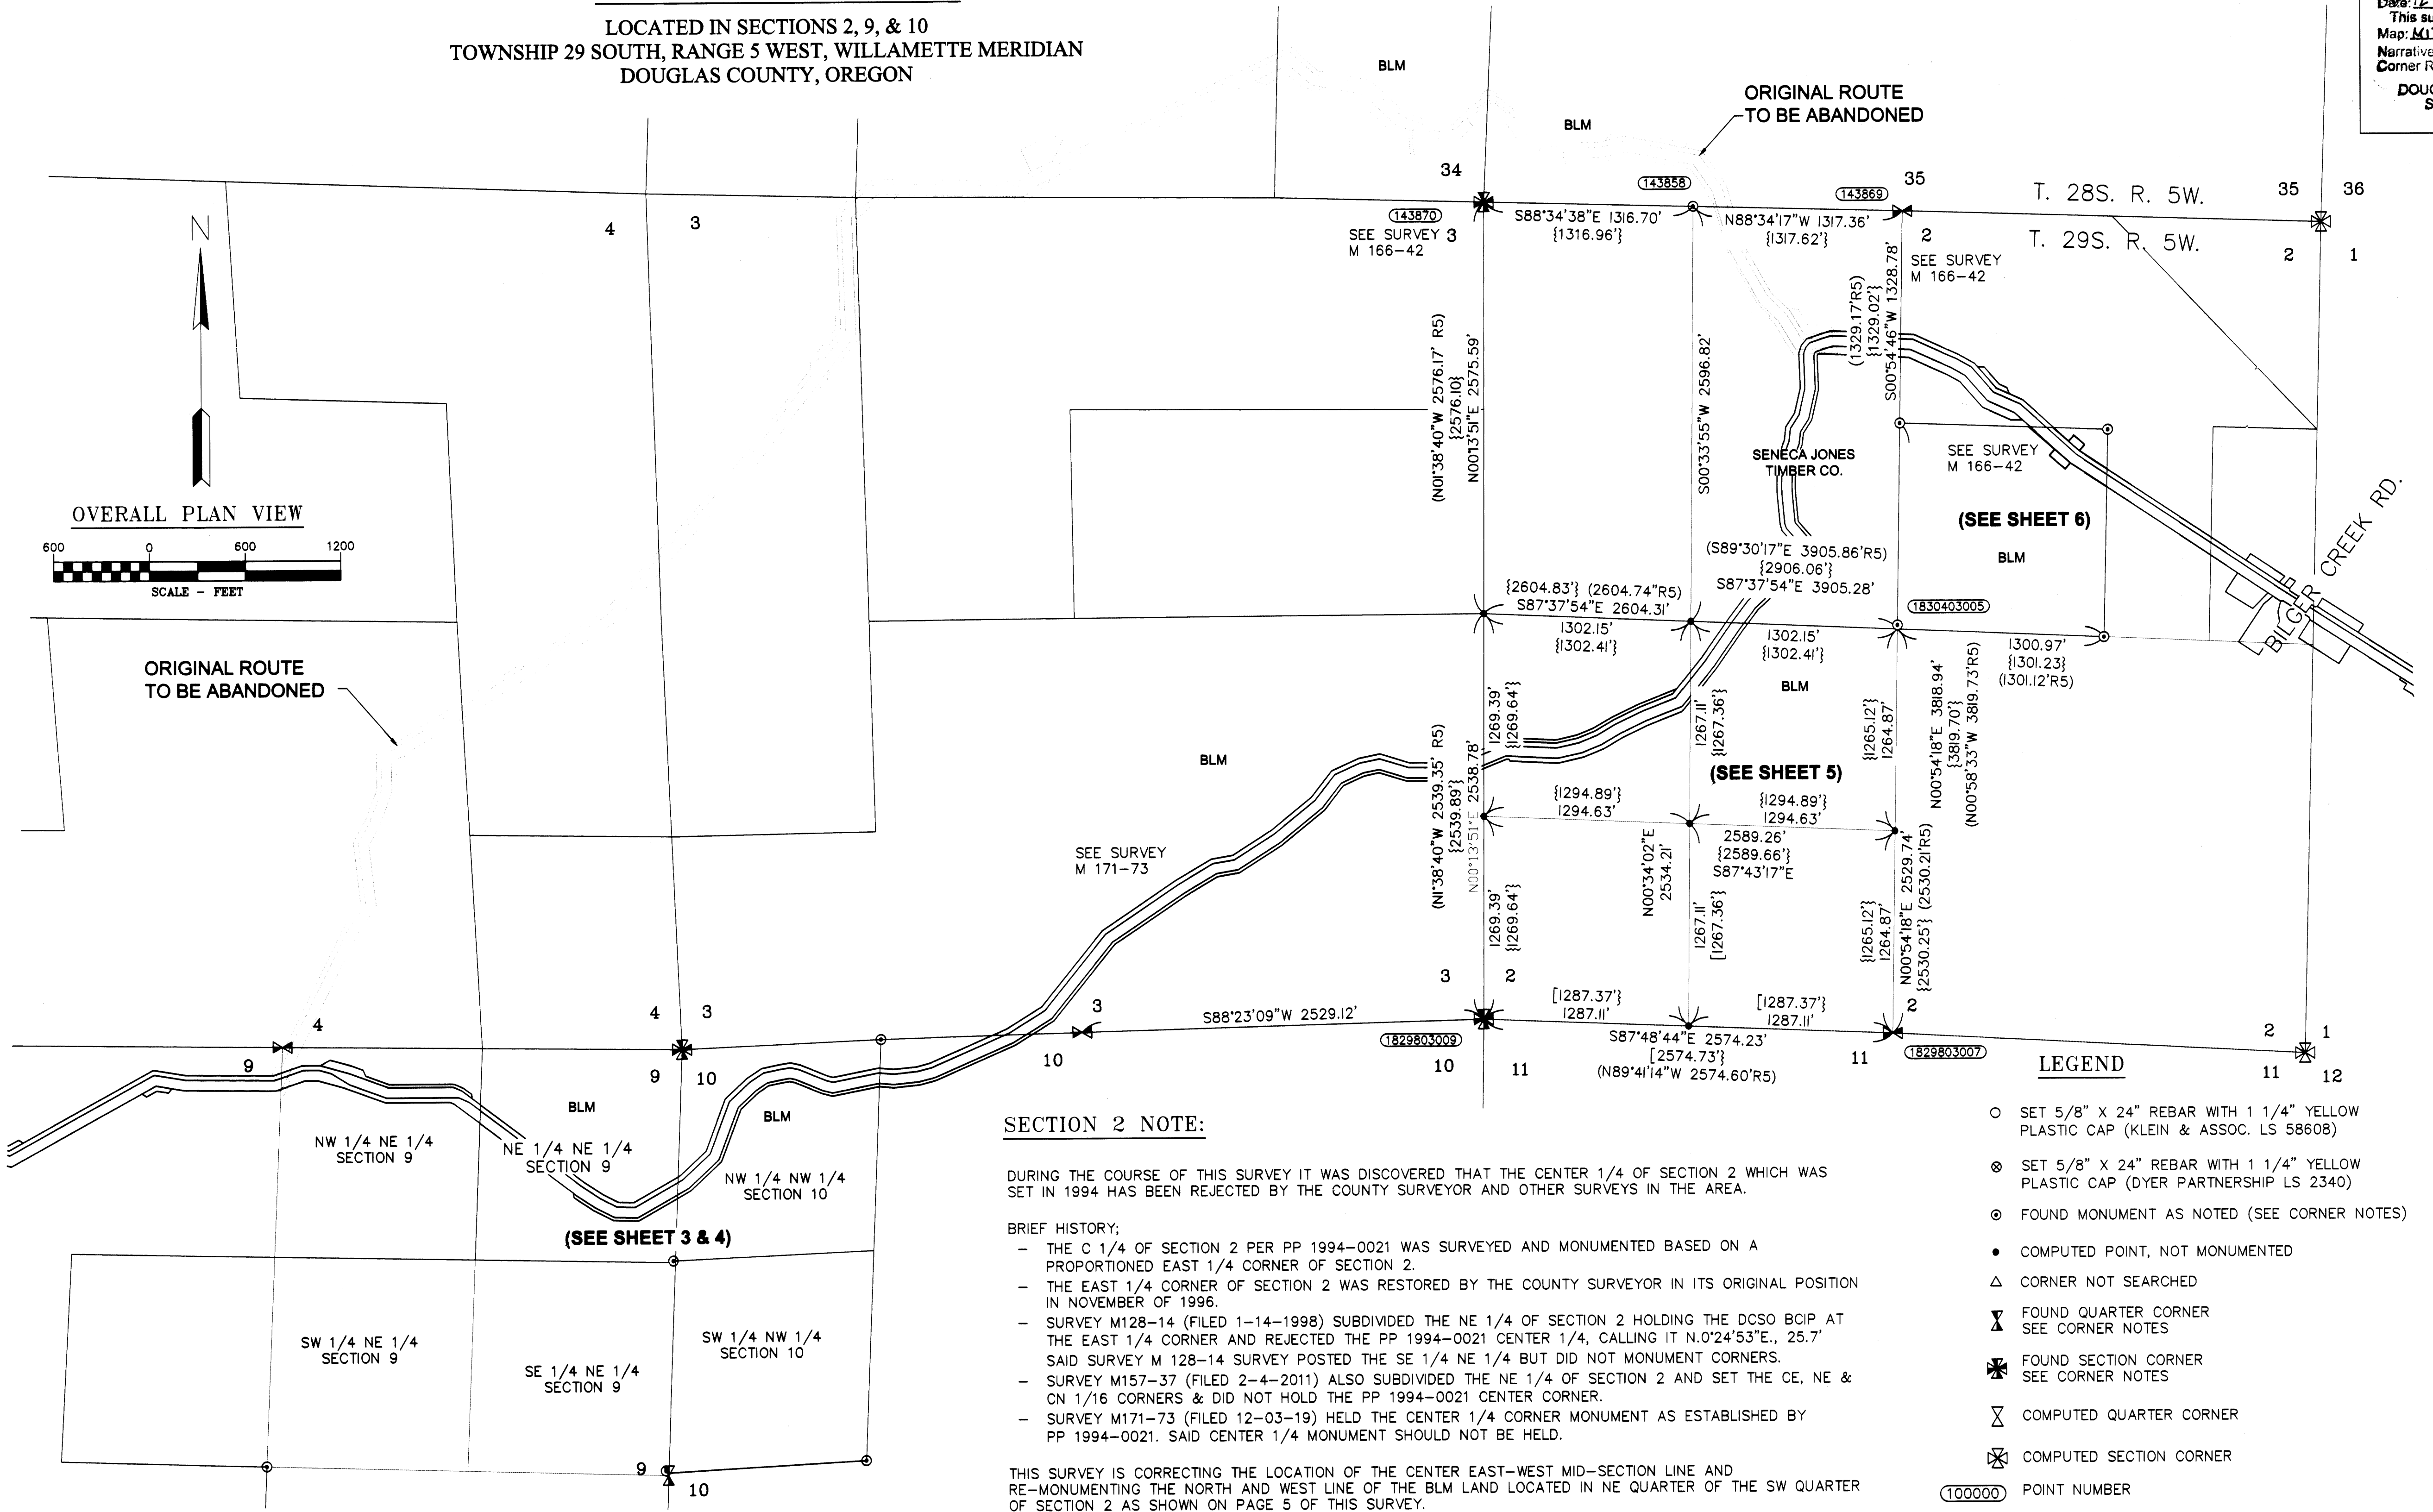 LOCATED IN SECTIONS 2, 9, & 10
TOWNSHIP 29 SOUTH, RANGE 5 WEST, WILLAMETTE MERIDIAN
DOUGLAS COUNTY, OREGON
Date: 12
This su
Map: M1
Narrative
Corner R
DOUG
S
BLM
ORIGINAL ROUTE
TO BE ABANDONED
BLM
34
143858
143869
35
T. 28S. R. 5W.
35
36
4
3
143870
SEE SURVEY
M 166-42
3
S88°34'38"E 1316.70'
{1316.96'}
N88°34'17"W 1317.36'
{1317.62'}
2
SEE SURVEY
M 166-42
T. 29S. R. 5W.
2
1
N
OVERALL PLAN VIEW
600 0 600 1200
SCALE - FEET
(N01°38'40"W 2576.17' R5)
{2576.10}
N00°13'51"E 2575.59'
S00°33'55"W 2596.82'
(1329.17'R5)
{1329.02'}
S00°54'46"W 1328.78'
SENECA JONES
TIMBER CO.
SEE SURVEY
M 166-42
(SEE SHEET 6)
BLM
BILGER CREEK RD.
(S89°30'17"E 3905.86'R5)
{2906.06'}
S87°37'54"E 3905.28'
{2604.83'} (2604.74"R5)
S87°37'54"E 2604.31'
1830403005
1302.15'
{1302.41'}
1302.15'
{1302.41'}
1300.97'
{1301.23}
(1301.12'R5)
ORIGINAL ROUTE
TO BE ABANDONED
BLM
BLM
1269.39'
{1269.64'}
1267.11'
{1267.36'}
{1265.12'}
1264.87'
N00°54'18"E 3818.94'
{3819.70'}
(N00°58'33"W 3819.73'R5)
(SEE SHEET 5)
(N1°38'40"W 2539.35' R5)
{2539.89'}
N00°13'51"E 2538.78'
{1294.89'}
1294.63'
{1294.89'}
1294.63'
2589.26'
{2589.66'}
S87°43'17"E
SEE SURVEY
M 171-73
N00°34'02"E
2534.21'
1269.39'
{1269.64'}
1267.11'
[1267.36'}
{1265.12'}
1264.87'
N00°54'18"E 2529.74'
{2530.25'} (2530.21'R5)
4
4
3
3
3
2
2
2
1
S88°23'09"W 2529.12'
[1287.37'}
1287.11'
[1287.37'}
1287.11'
1829803009
S87°48'44"E 2574.23'
[2574.73'}
(N89°41'14"W 2574.60'R5)
1829803007
9
9
10
10
10
11
11
11
12
BLM
BLM
NW 1/4 NE 1/4
SECTION 9
NE 1/4 NE 1/4
SECTION 9
NW 1/4 NW 1/4
SECTION 10
(SEE SHEET 3 & 4)
SW 1/4 NE 1/4
SECTION 9
SE 1/4 NE 1/4
SECTION 9
SW 1/4 NW 1/4
SECTION 10
9
10
SECTION 2 NOTE:
DURING THE COURSE OF THIS SURVEY IT WAS DISCOVERED THAT THE CENTER 1/4 OF SECTION 2 WHICH WAS
SET IN 1994 HAS BEEN REJECTED BY THE COUNTY SURVEYOR AND OTHER SURVEYS IN THE AREA.
BRIEF HISTORY;
- THE C 1/4 OF SECTION 2 PER PP 1994-0021 WAS SURVEYED AND MONUMENTED BASED ON A
PROPORTIONED EAST 1/4 CORNER OF SECTION 2.
- THE EAST 1/4 CORNER OF SECTION 2 WAS RESTORED BY THE COUNTY SURVEYOR IN ITS ORIGINAL POSITION
IN NOVEMBER OF 1996.
- SURVEY M128-14 (FILED 1-14-1998) SUBDIVIDED THE NE 1/4 OF SECTION 2 HOLDING THE DCSO BCIP AT
THE EAST 1/4 CORNER AND REJECTED THE PP 1994-0021 CENTER 1/4, CALLING IT N.0°24'53"E., 25.7'
SAID SURVEY M 128-14 SURVEY POSTED THE SE 1/4 NE 1/4 BUT DID NOT MONUMENT CORNERS.
- SURVEY M157-37 (FILED 2-4-2011) ALSO SUBDIVIDED THE NE 1/4 OF SECTION 2 AND SET THE CE, NE &
CN 1/16 CORNERS & DID NOT HOLD THE PP 1994-0021 CENTER CORNER.
- SURVEY M171-73 (FILED 12-03-19) HELD THE CENTER 1/4 CORNER MONUMENT AS ESTABLISHED BY
PP 1994-0021. SAID CENTER 1/4 MONUMENT SHOULD NOT BE HELD.
THIS SURVEY IS CORRECTING THE LOCATION OF THE CENTER EAST-WEST MID-SECTION LINE AND
RE-MONUMENTING THE NORTH AND WEST LINE OF THE BLM LAND LOCATED IN NE QUARTER OF THE SW QUARTER
OF SECTION 2 AS SHOWN ON PAGE 5 OF THIS SURVEY.
LEGEND
SET 5/8" X 24" REBAR WITH 1 1/4" YELLOW
PLASTIC CAP (KLEIN & ASSOC. LS 58608)
SET 5/8" X 24" REBAR WITH 1 1/4" YELLOW
PLASTIC CAP (DYER PARTNERSHIP LS 2340)
FOUND MONUMENT AS NOTED (SEE CORNER NOTES)
COMPUTED POINT, NOT MONUMENTED
CORNER NOT SEARCHED
FOUND QUARTER CORNER
SEE CORNER NOTES
FOUND SECTION CORNER
SEE CORNER NOTES
COMPUTED QUARTER CORNER
COMPUTED SECTION CORNER
100000 POINT NUMBER